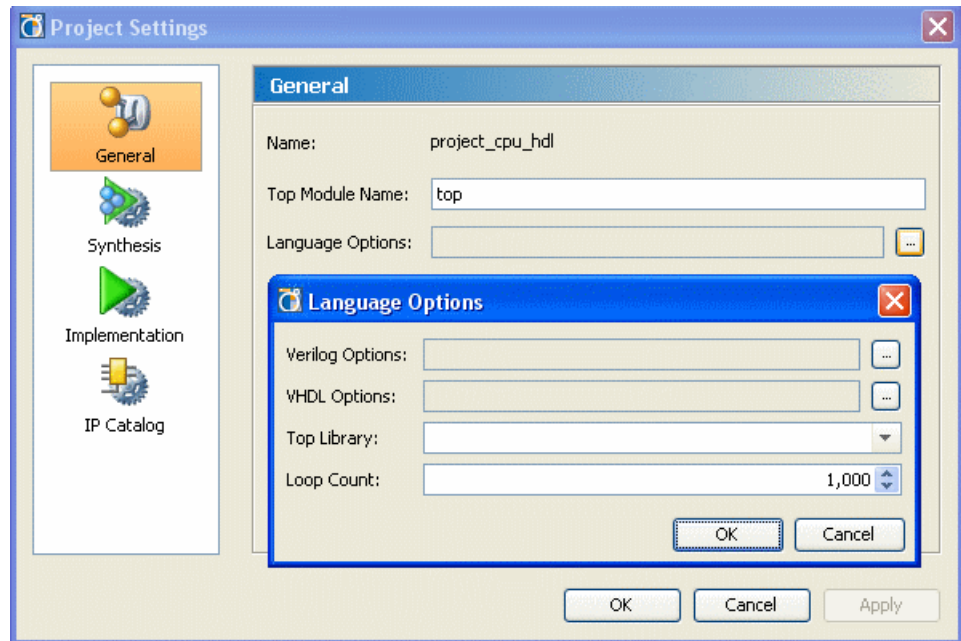 Project Settings
General
General
Name: project_cpu_hdl
Top Module Name: top
Synthesis
Language Options: ...
Language Options
Implementation
Verilog Options: ...
VHDL Options: ...
IP Catalog
Top Library:
Loop Count: 1,000
OK Cancel
OK Cancel Apply